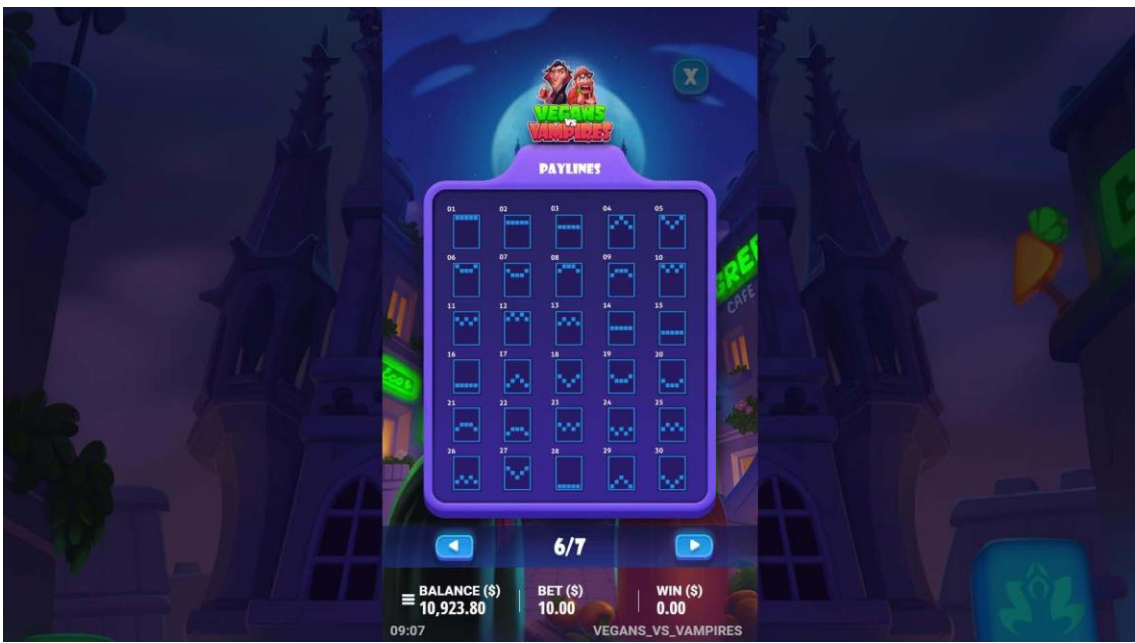 X
VEGANS
VS
VAMPIRES
PAYLINES
01 02 03 04 05
06 07 08 09 10
11 12 13 14 15
16 17 18 19 20
21 22 23 24 25
26 27 28 29 30
GRE
CAFE
6/7
BALANCE ($) BET ($) WIN ($)
10,923.80 10.00 0.00
09:07 VEGANS_VS_VAMPIRES